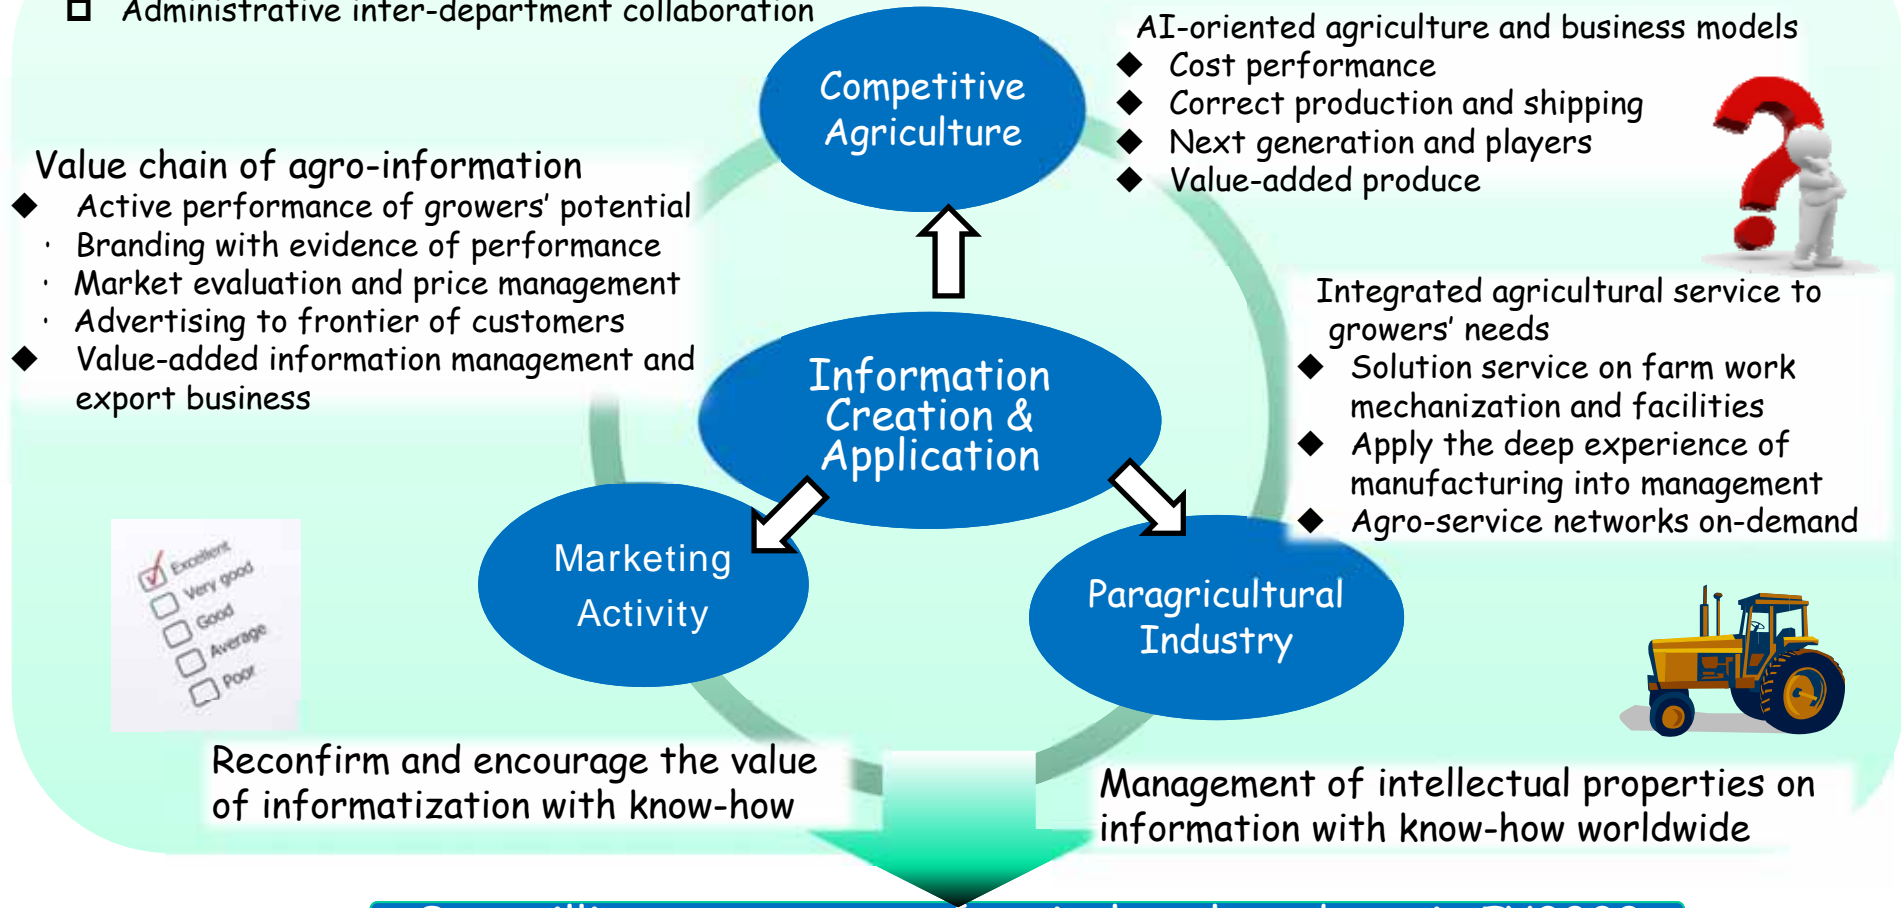 Administrative inter-department collaboration
Competitive
Agriculture
AI-oriented agriculture and business models
◆ Cost performance
◆ Correct production and shipping
◆ Next generation and players
◆ Value-added produce
Value chain of agro-information
◆ Active performance of growers’ potential
· Branding with evidence of performance
· Market evaluation and price management
· Advertising to frontier of customers
◆ Value-added information management and
export business
Integrated agricultural service to
growers’ needs
◆ Solution service on farm work
mechanization and facilities
◆ Apply the deep experience of
manufacturing into management
◆ Agro-service networks on-demand
Information
Creation &
Application
Marketing
Activity
Paragricultural
Industry
Excellent
Very good
Good
Average
Poor
Reconfirm and encourage the value
of informatization with know-how
Management of intellectual properties on
information with know-how worldwide